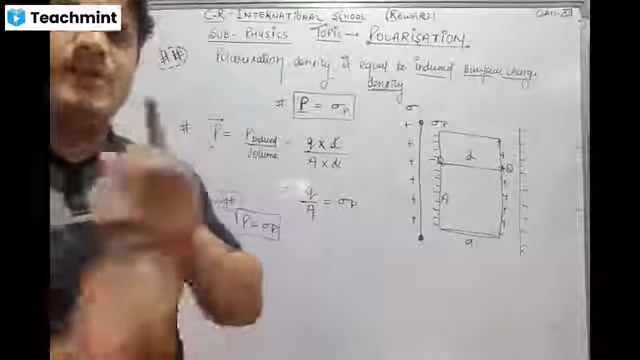 Teachmint
C.R. INTERNATIONAL SCHOOL (REWARI)
SUB-PHYSICS TOPIC- POLARISATION
## Polarisation density is equal to induced surface charge
density
# P = σp
# P = Pinduced / Volume = q × d / A × d
= q / A = σp
P = σp
σ
σp
d
A